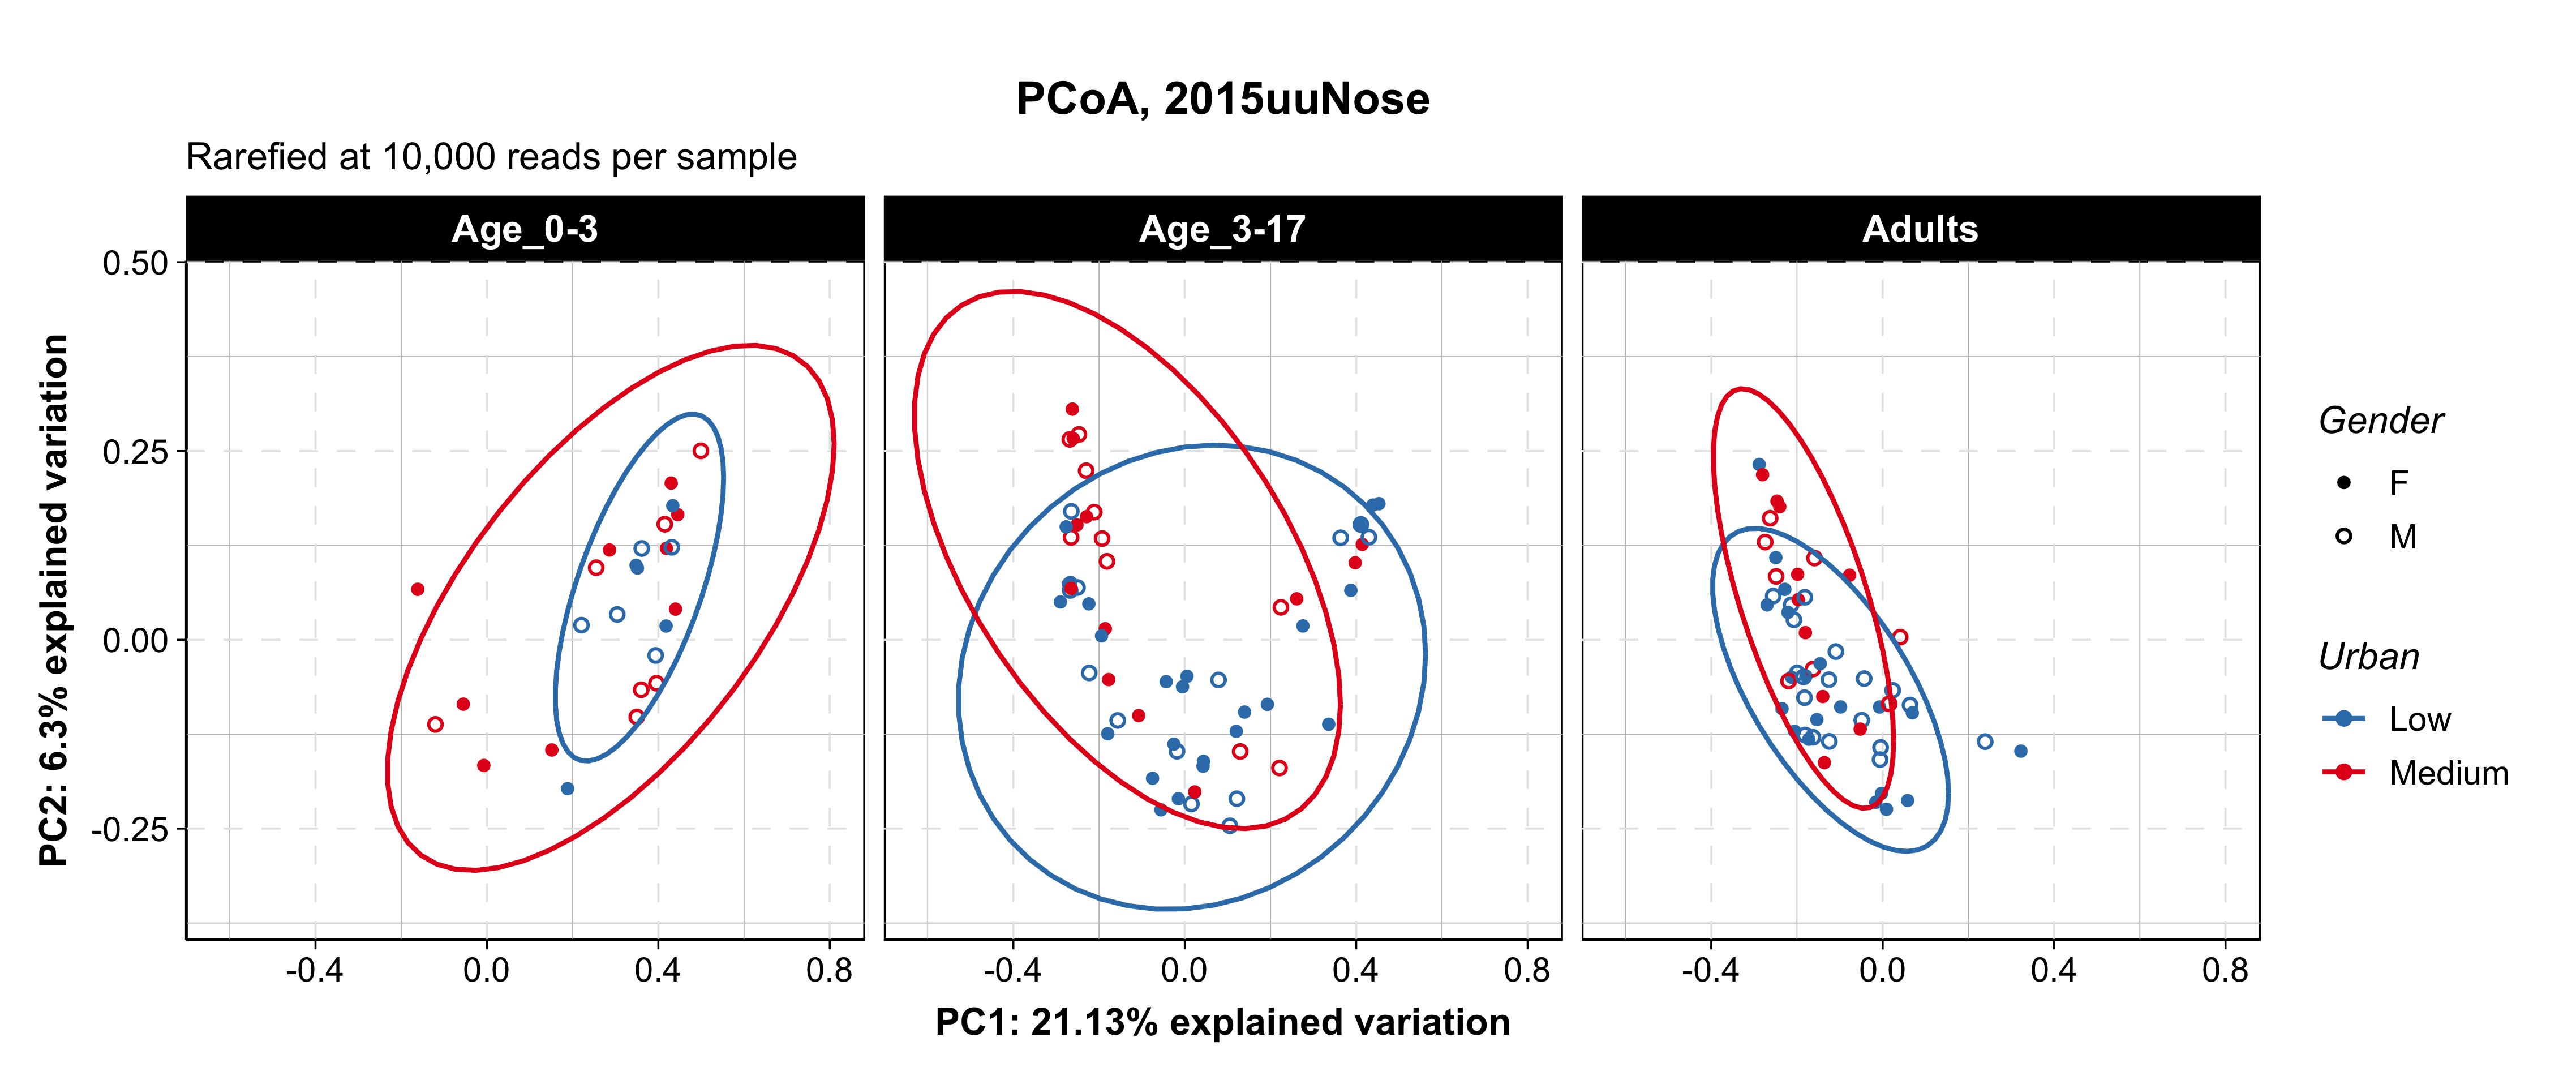 PCoA, 2015uuNose
Rarefied at 10,000 reads per sample
Age_0-3
Age_3-17
Adults
PC2: 6.3% explained variation
0.50
0.25
0.00
-0.25
-0.4 0.0 0.4 0.8
-0.4 0.0 0.4 0.8
-0.4 0.0 0.4 0.8
PC1: 21.13% explained variation
Gender
F
M
Urban
Low
Medium